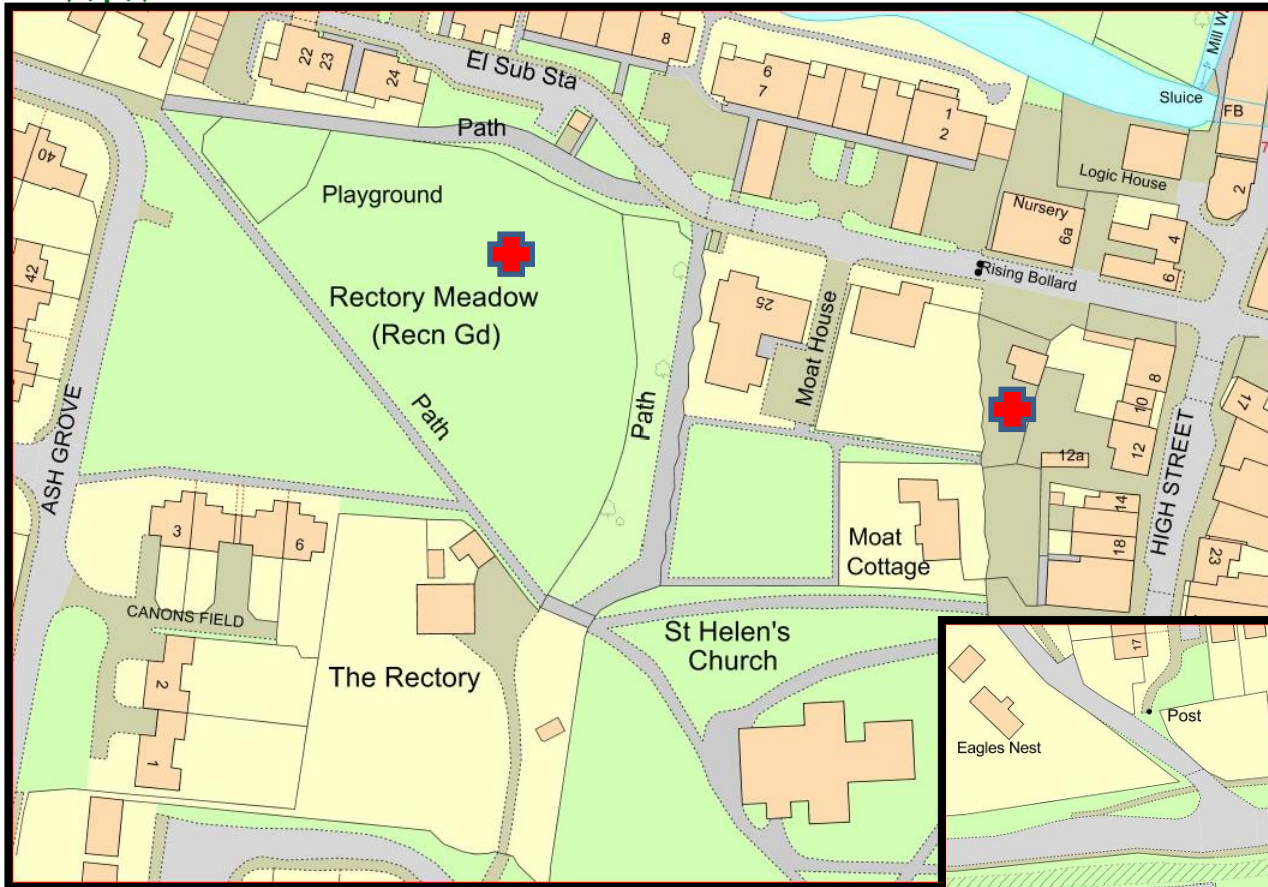 22
23
24
8
El Sub Sta
6
7
1
2
Mill W
Sluice
FB
7
Path
40
Playground
Logic House
2
Nursery
6a
4
6
Rising Bollard
42
Rectory Meadow
(Recn Gd)
25
Moat House
8
10
17
12
ASH GROVE
Path
Path
12a
14
HIGH STREET
3
6
Moat
Cottage
18
23
CANONS FIELD
St Helen's
Church
The Rectory
2
1
17
Post
Eagles Nest